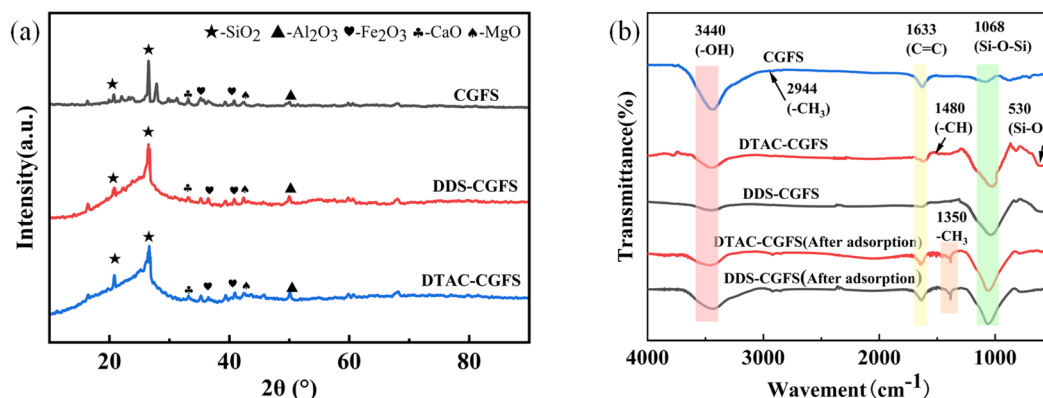 (a)
★-SiO2 ▲-Al2O3 ♥-Fe2O3 ♣-CaO ♠-MgO
CGFS
DDS-CGFS
DTAC-CGFS
Intensity(a.u.)
20 40 60 80
2θ (°)
(b)
3440
(-OH)
1633
(C=C)
1068
(Si-O-Si)
CGFS
2944
(-CH3)
1480
(-CH)
530
(Si-O
DTAC-CGFS
DDS-CGFS
1350
-CH3
DTAC-CGFS(After adsorption)
DDS-CGFS(After adsorption)
Transmittance(%)
4000 3000 2000 1000
Wavement（cm-1）